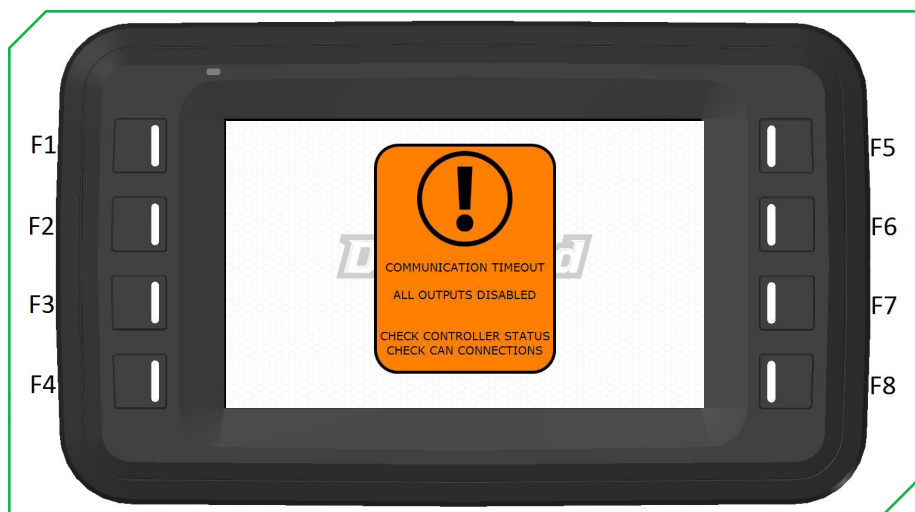 F1
F5
F2
F6
COMMUNICATION TIMEOUT
ALL OUTPUTS DISABLED
F3
F7
CHECK CONTROLLER STATUS
CHECK CAN CONNECTIONS
F4
F8